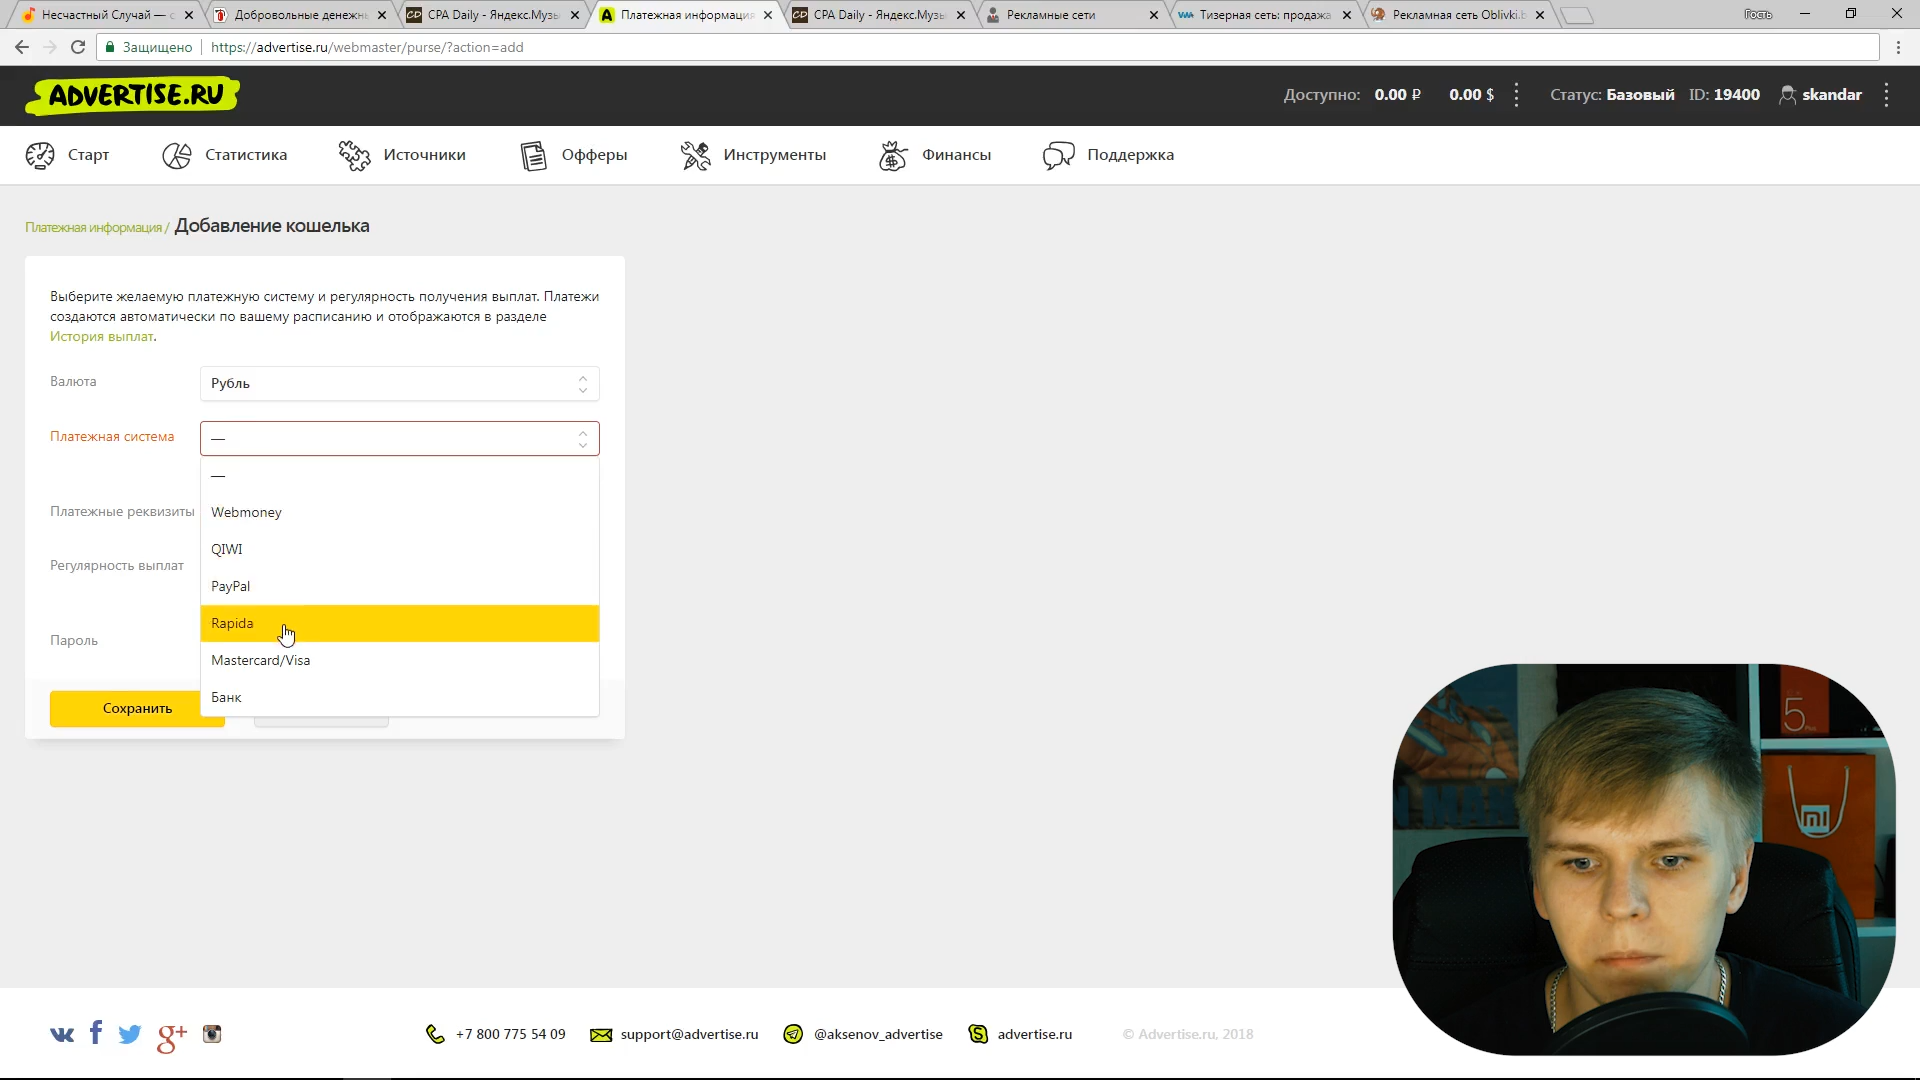 Несчастный Случай — с
Добровольные денежн
CPA Daily - Яндекс.Музы
Платежная информация
CPA Daily - Яндекс.Музы
Рекламные сети
Тизерная сеть: продажа
Рекламная сеть Oblivki.b
Гость
Защищено
https://advertise.ru/webmaster/purse/?action=add
ADVERTISE.RU
Доступно: 0.00 ₽ 0.00 $
Статус: Базовый ID: 19400 skandar
Старт
Статистика
Источники
Офферы
Инструменты
Финансы
Поддержка
Платежная информация / Добавление кошелька
Выберите желаемую платежную систему и регулярность получения выплат. Платежи
создаются автоматически по вашему расписанию и отображаются в разделе
История выплат.
Валюта
Рубль
Платежная система
—
—
Webmoney
Платежные реквизиты
QIWI
Регулярность выплат
PayPal
Rapida
Пароль
Mastercard/Visa
Банк
Сохранить
5
+7 800 775 54 09
support@advertise.ru
@aksenov_advertise
advertise.ru
© Advertise.ru, 2018